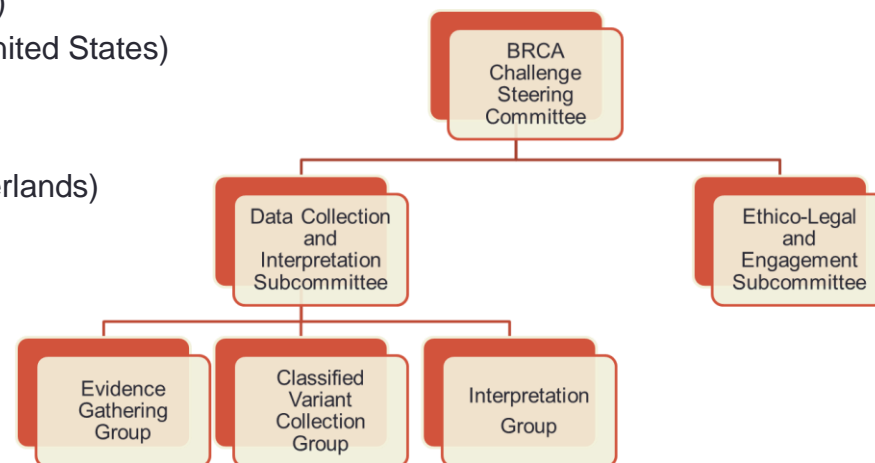 )
nited States)
erlands)
BRCA
Challenge
Steering
Committee
Data Collection
and
Interpretation
Subcommittee
Ethico-Legal
and
Engagement
Subcommittee
Evidence
Gathering
Group
Classified
Variant
Collection
Group
Interpretation
Group